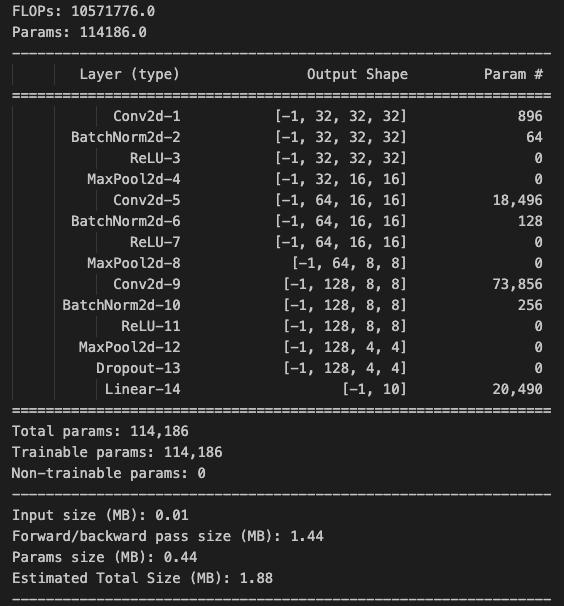 FLOPs: 10571776.0
Params: 114186.0
----------------------------------------------------------------
Layer (type) Output Shape Param #
================================================================
Conv2d-1 [-1, 32, 32, 32] 896
BatchNorm2d-2 [-1, 32, 32, 32] 64
ReLU-3 [-1, 32, 32, 32] 0
MaxPool2d-4 [-1, 32, 16, 16] 0
Conv2d-5 [-1, 64, 16, 16] 18,496
BatchNorm2d-6 [-1, 64, 16, 16] 128
ReLU-7 [-1, 64, 16, 16] 0
MaxPool2d-8 [-1, 64, 8, 8] 0
Conv2d-9 [-1, 128, 8, 8] 73,856
BatchNorm2d-10 [-1, 128, 8, 8] 256
ReLU-11 [-1, 128, 8, 8] 0
MaxPool2d-12 [-1, 128, 4, 4] 0
Dropout-13 [-1, 128, 4, 4] 0
Linear-14 [-1, 10] 20,490
================================================================
Total params: 114,186
Trainable params: 114,186
Non-trainable params: 0
----------------------------------------------------------------
Input size (MB): 0.01
Forward/backward pass size (MB): 1.44
Params size (MB): 0.44
Estimated Total Size (MB): 1.88
----------------------------------------------------------------